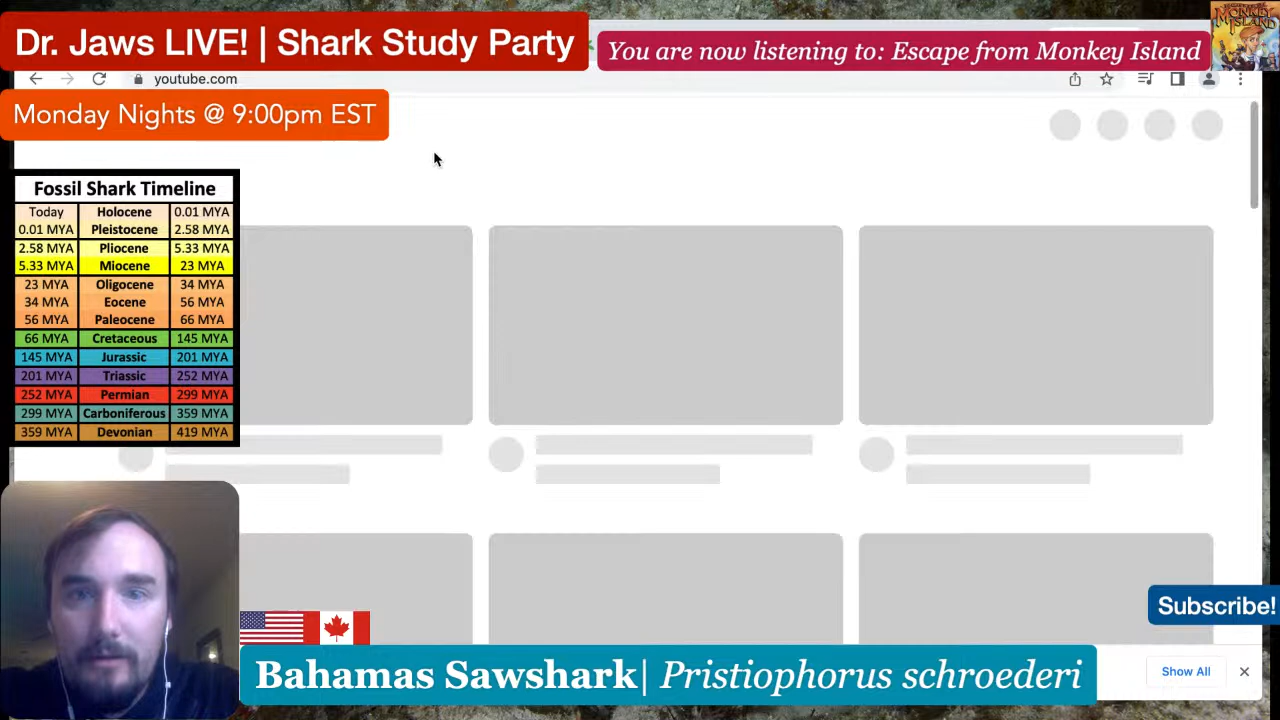 Dr. Jaws LIVE! | Shark Study Party
You are now listening to: Escape from Monkey Island
MONKEY
ISLAND
youtube.com
Monday Nights @ 9:00pm EST
Fossil Shark Timeline
Today Holocene 0.01 MYA
0.01 MYA Pleistocene 2.58 MYA
2.58 MYA Pliocene 5.33 MYA
5.33 MYA Miocene 23 MYA
23 MYA Oligocene 34 MYA
34 MYA Eocene 56 MYA
56 MYA Paleocene 66 MYA
66 MYA Cretaceous 145 MYA
145 MYA Jurassic 201 MYA
201 MYA Triassic 252 MYA
252 MYA Permian 299 MYA
299 MYA Carboniferous 359 MYA
359 MYA Devonian 419 MYA
Subscribe!
Bahamas Sawshark| Pristiophorus schroederi
Show All